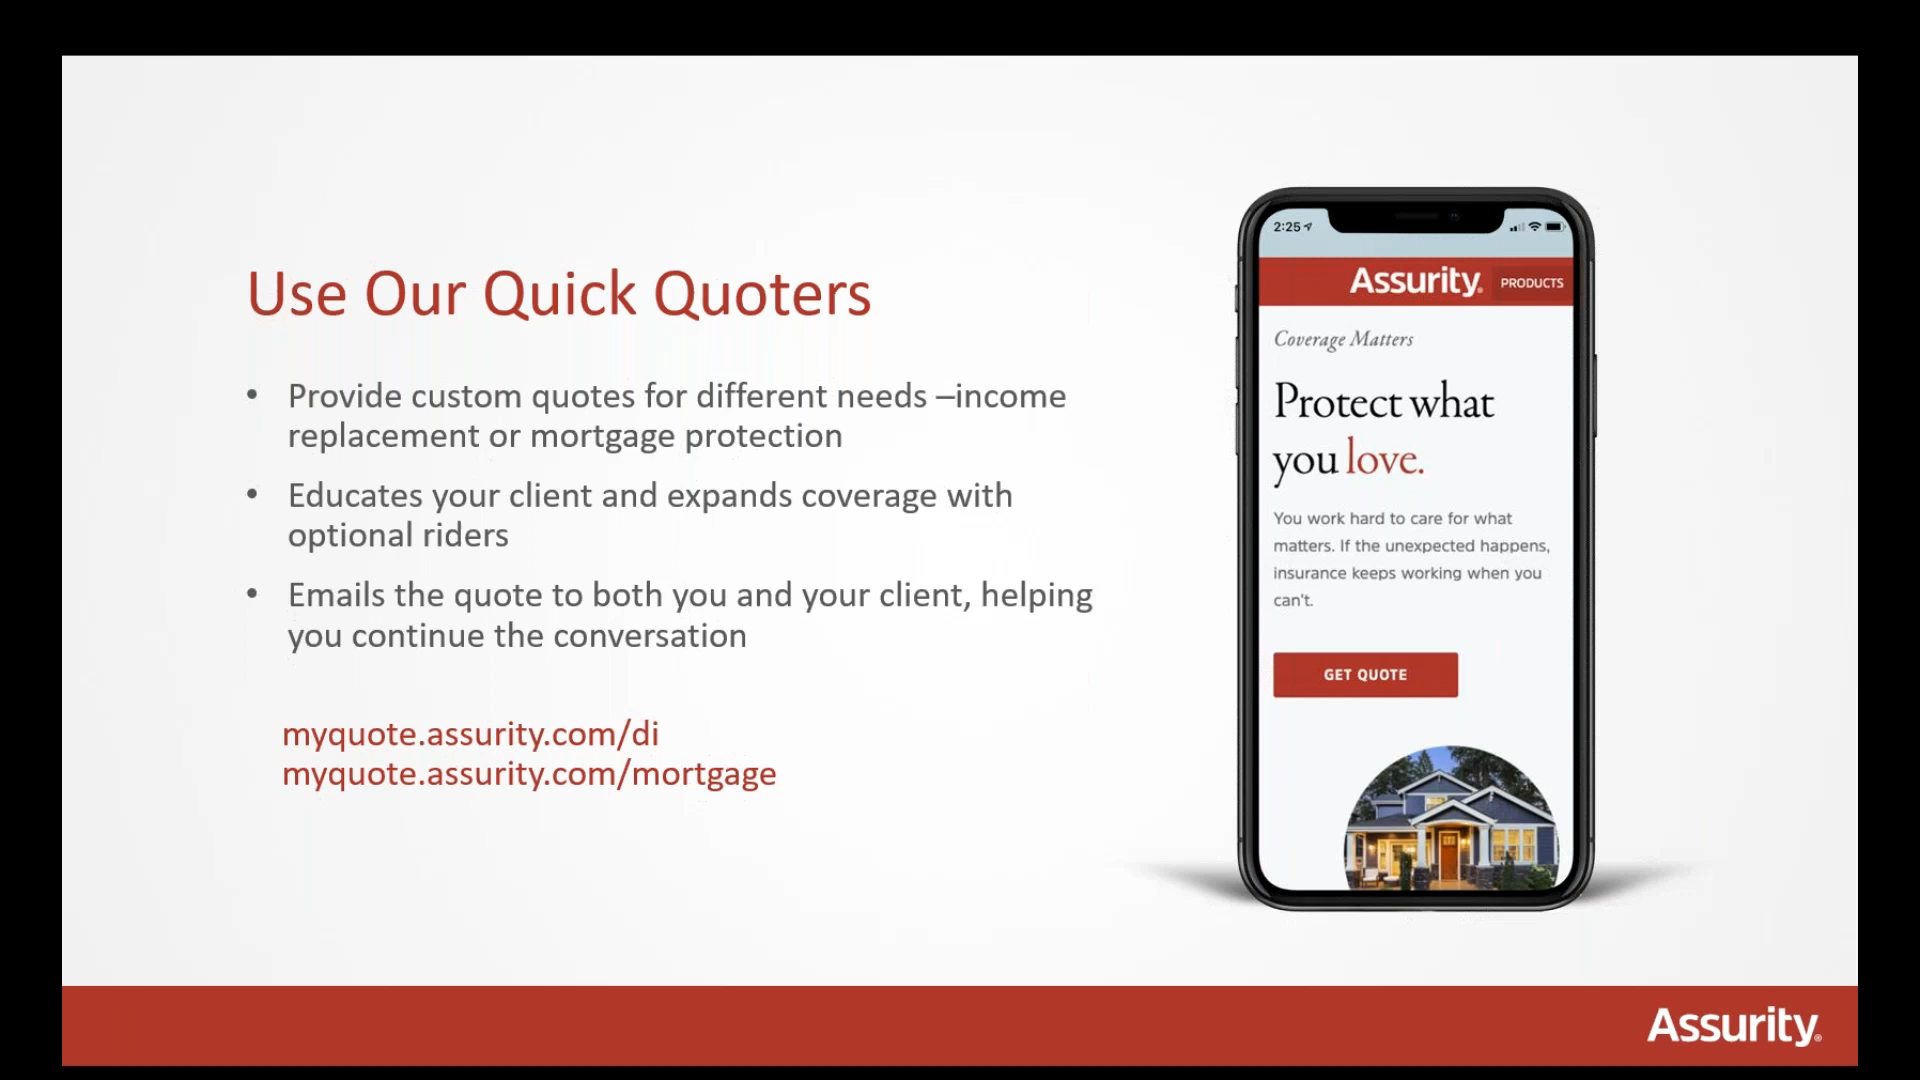 Use Our Quick Quoters
• Provide custom quotes for different needs –income
replacement or mortgage protection
• Educates your client and expands coverage with
optional riders
• Emails the quote to both you and your client, helping
you continue the conversation
myquote.assurity.com/di
myquote.assurity.com/mortgage
2:25
Assurity® PRODUCTS
Coverage Matters
Protect what
you love.
You work hard to care for what
matters. If the unexpected happens,
insurance keeps working when you
can't.
GET QUOTE
Assurity®